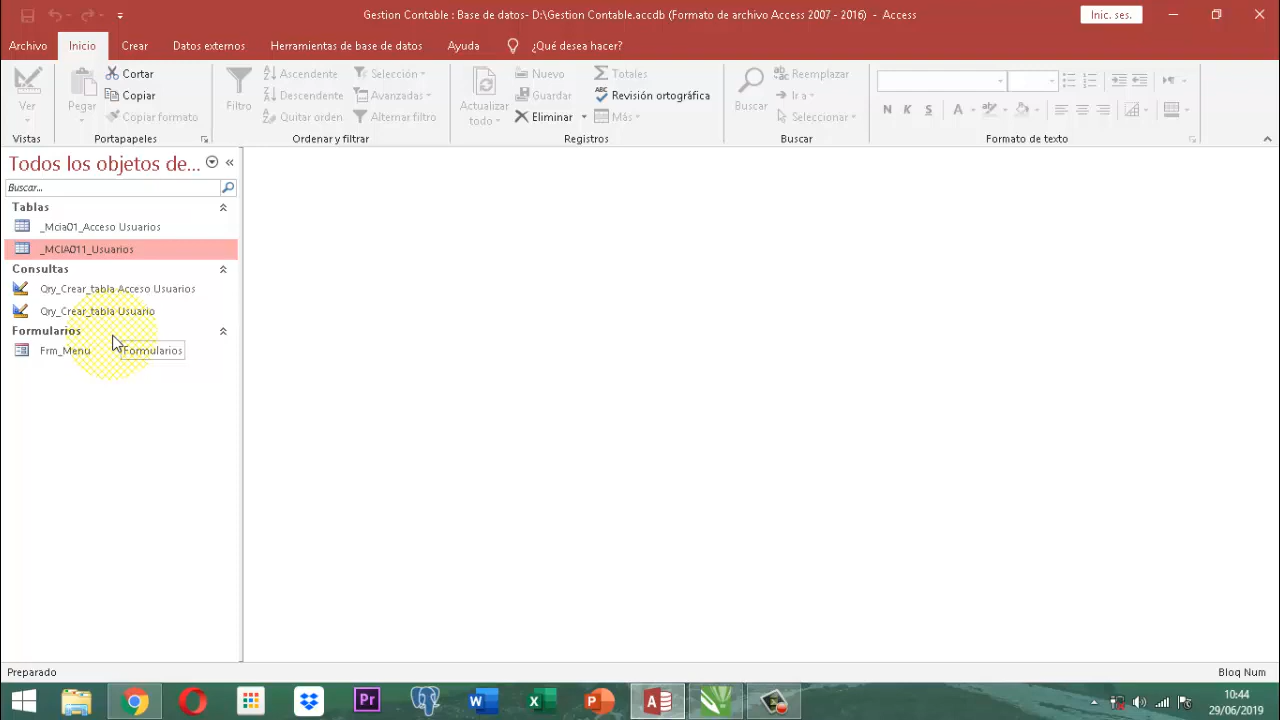 Gestion Contable : Base de datos- D:\Gestion Contable.accdb (Formato de archivo Access 2007 - 2016) - Access
Inic. ses.
Archivo Inicio Crear Datos externos Herramientas de base de datos Ayuda ¿Qué desea hacer?
Ver
Vistas
Pegar
Cortar
Copiar
Copiar formato
Portapapeles
Filtro
Ascendente
Descendente
Quitar orden
Selección
Avanzadas
Alternar filtro
Ordenar y filtrar
Actualizar
todo
Nuevo
Guardar
Eliminar
Totales
Revisión ortográfica
Más
Registros
Buscar
Reemplazar
Ir a
Seleccionar
Buscar
N K S
A
Formato de texto
Todos los objetos de...
Buscar...
Tablas
_Mcia01_Acceso Usuarios
_MCIA011_Usuarios
Consultas
Qry_Crear_tabla Acceso Usuarios
Qry_Crear_tabla Usuario
Formularios
Frm_Menu
Formularios
Preparado
Bloq Num
10:44
29/06/2019